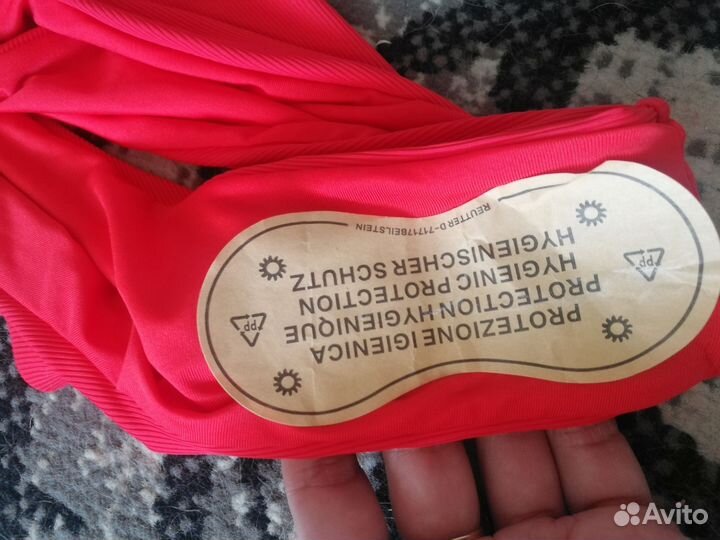 PROTEZIONE IGIENICA
PROTECTION HYGIENIQUE
HYGIENIC PROTECTION
HYGIENISCHER SCHUTZ
REUTTER D-71717 BEILSTEIN
PP
PP
Avito